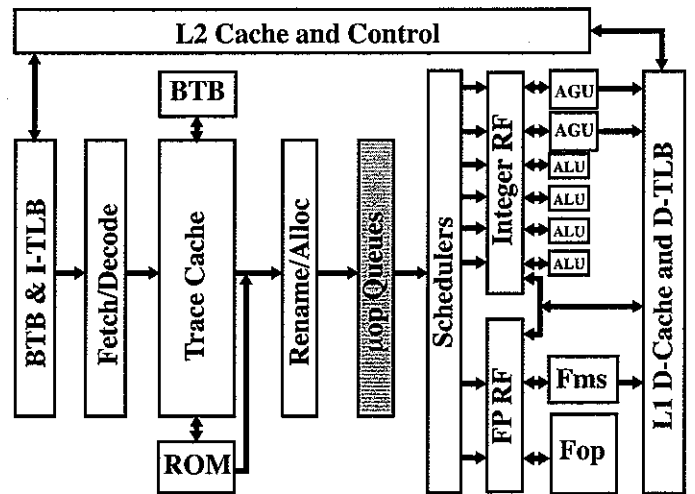 L2 Cache and Control
BTB
BTB & I-TLB
Fetch/Decode
Trace Cache
Rename/Alloc
µop Queues
Schedulers
Integer RF
FP RF
AGU
AGU
ALU
ALU
ALU
ALU
Fms
Fop
L1 D-Cache and D-TLB
ROM